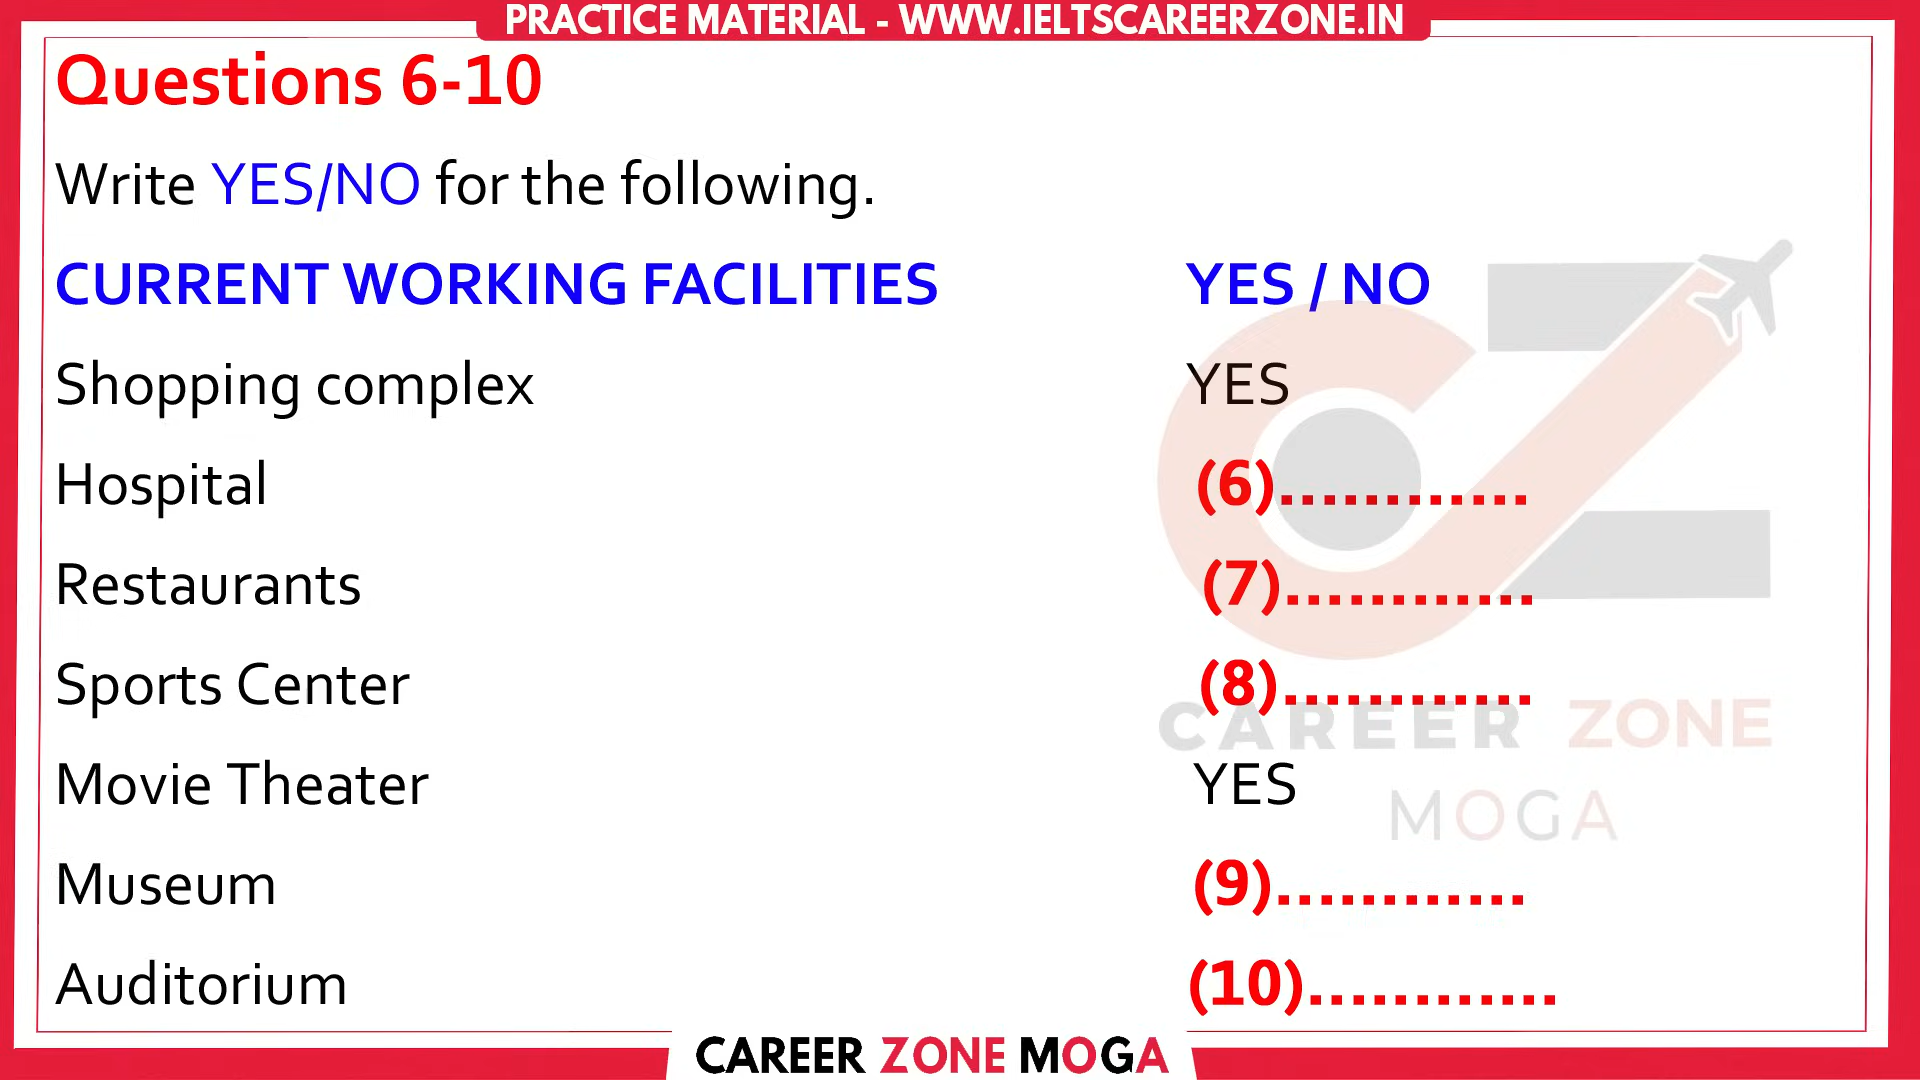 PRACTICE MATERIAL - WWW.IELTSCAREERZONE.IN
Questions 6-10
Write YES/NO for the following.
CURRENT WORKING FACILITIES YES / NO
Shopping complex YES
Hospital (6)............
Restaurants (7)............
Sports Center (8)............
CAREER ZONE
Movie Theater YES
MOGA
Museum (9)............
Auditorium (10)............
CAREER ZONE MOGA